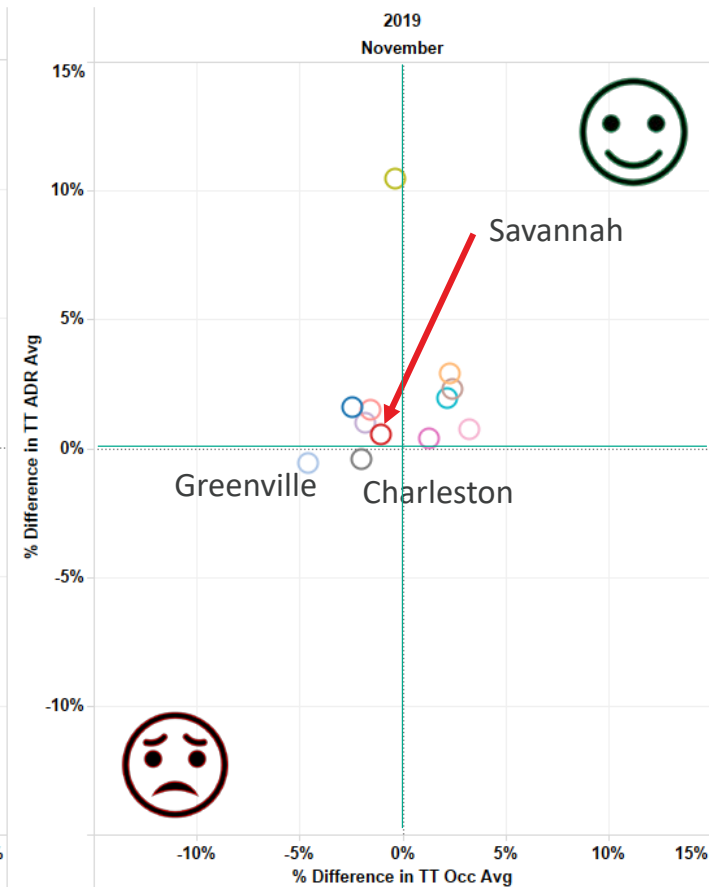 2019
November
15%
10%
Savannah
5%
0%
Greenville
Charleston
-5%
-10%
% Difference in TT ADR Avg
%
-10%
-5%
0%
5%
10%
15%
% Difference in TT Occ Avg